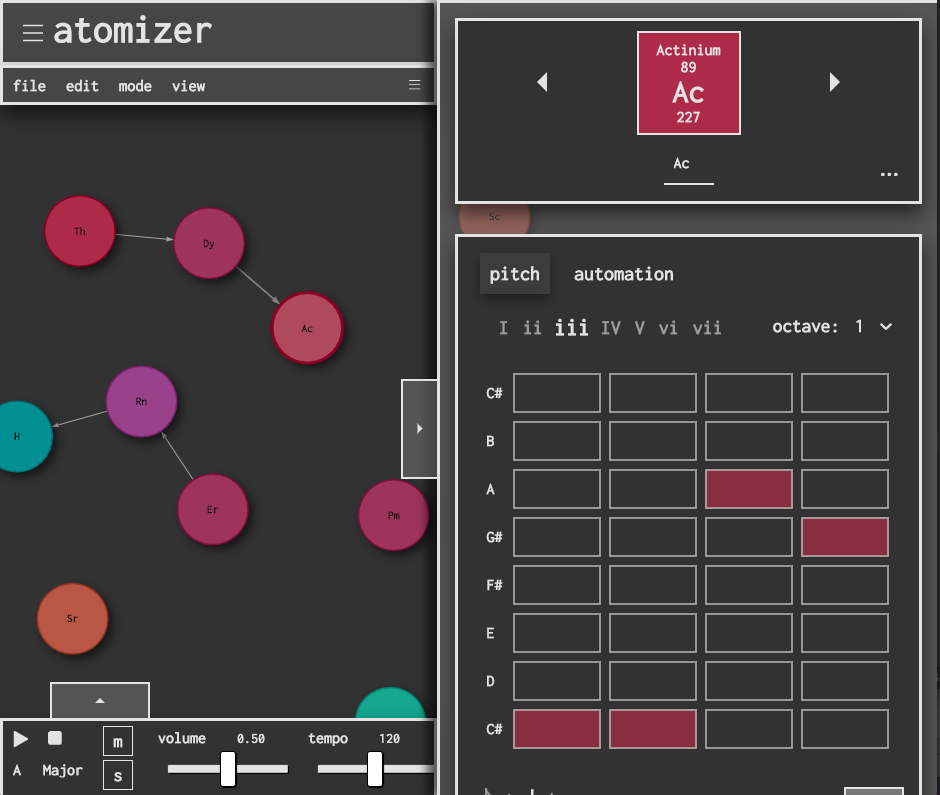 atomizer
file edit mode view
Th
Dy
Ac
Rn
H
Er
Pm
Sr
m
volume 0.50 tempo 120
A Major
s
Actinium
89
Ac
227
Ac
...
Sc
pitch automation
I ii iii IV V vi vii octave: 1
C#
B
A
G#
F#
E
D
C#